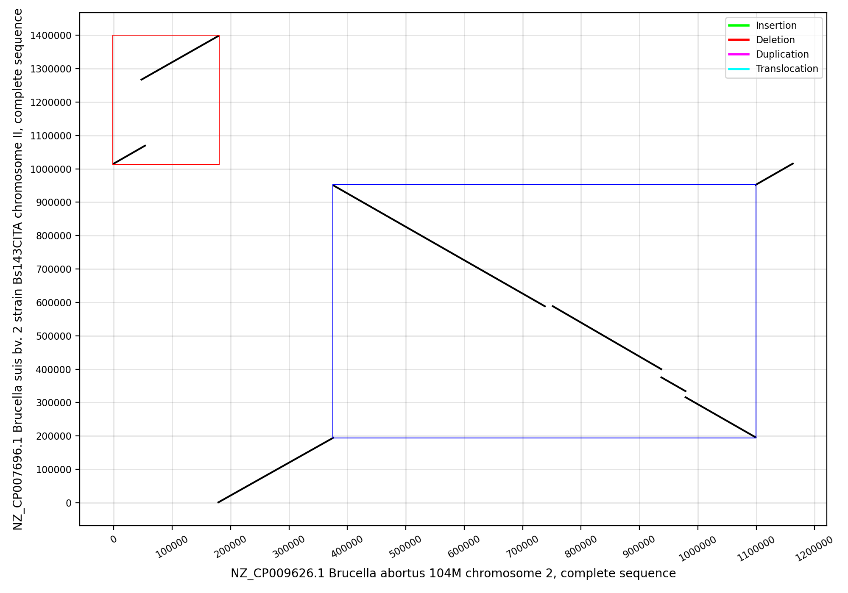 NZ_CP007696.1 Brucella suis bv. 2 strain Bs143CITA chromosome II, complete sequence
1400000
1300000
1200000
1100000
1000000
900000
800000
700000
600000
500000
400000
300000
200000
100000
0
Insertion
Deletion
Duplication
Translocation
0 100000 200000 300000 400000 500000 600000 700000 800000 900000 1000000 1100000 1200000
NZ_CP009626.1 Brucella abortus 104M chromosome 2, complete sequence